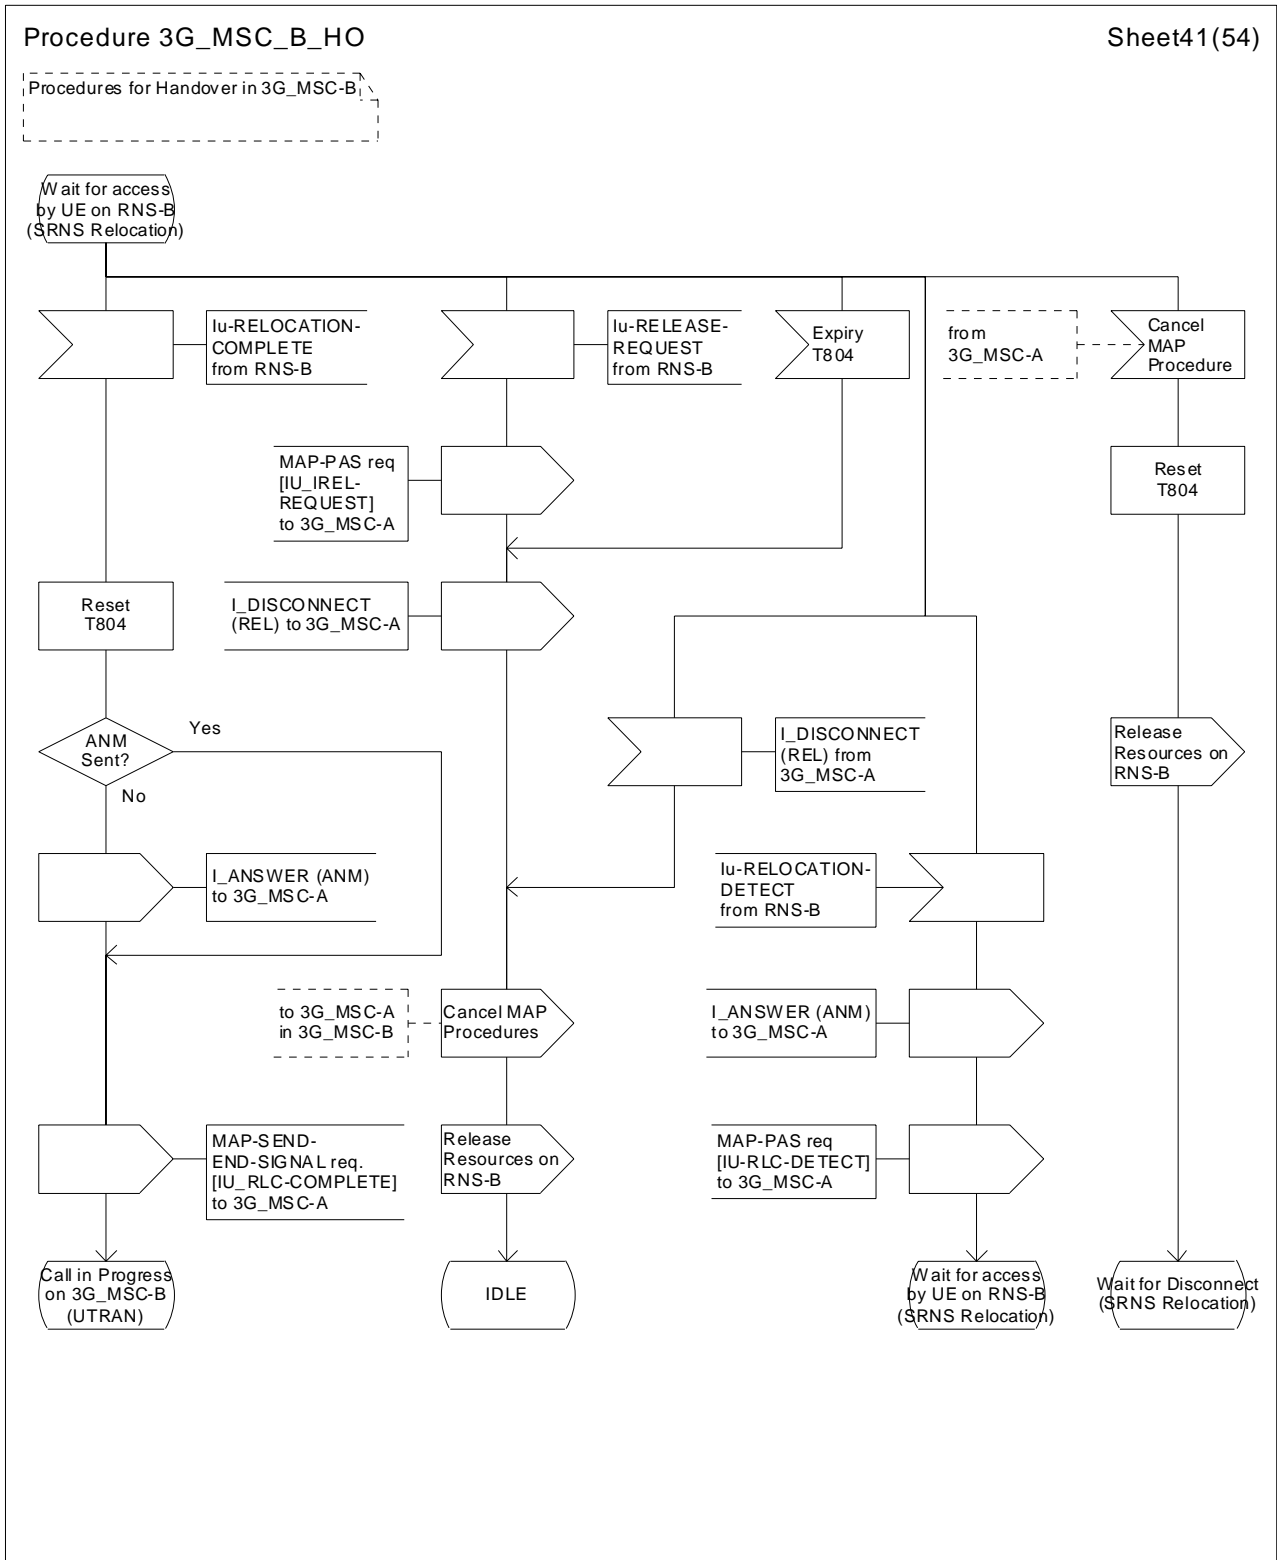 Procedure 3G_MSC_B_HO
Sheet41(54)
Procedures for Handover in 3G_MSC-B
Wait for access
by UE on RNS-B
(SRNS Relocation)
Iu-RELOCATION-
COMPLETE
from RNS-B
Iu-RELEASE-
REQUEST
from RNS-B
Expiry
T804
from
3G_MSC-A
Cancel
MAP
Procedure
MAP-PAS req
[IU_IREL-
REQUEST]
to 3G_MSC-A
Reset
T804
Reset
T804
I_DISCONNECT
(REL) to 3G_MSC-A
ANM
Sent?
Yes
No
I_DISCONNECT
(REL) from
3G_MSC-A
Release
Resources on
RNS-B
I_ANSWER (ANM)
to 3G_MSC-A
Iu-RELOCATION-
DETECT
from RNS-B
to 3G_MSC-A
in 3G_MSC-B
Cancel MAP
Procedures
I_ANSWER (ANM)
to 3G_MSC-A
MAP-SEND-
END-SIGNAL req.
[IU_RLC-COMPLETE]
to 3G_MSC-A
Release
Resources on
RNS-B
MAP-PAS req
[IU-RLC-DETECT]
to 3G_MSC-A
Call in Progress
on 3G_MSC-B
(UTRAN)
IDLE
Wait for access
by UE on RNS-B
(SRNS Relocation)
Wait for Disconnect
(SRNS Relocation)